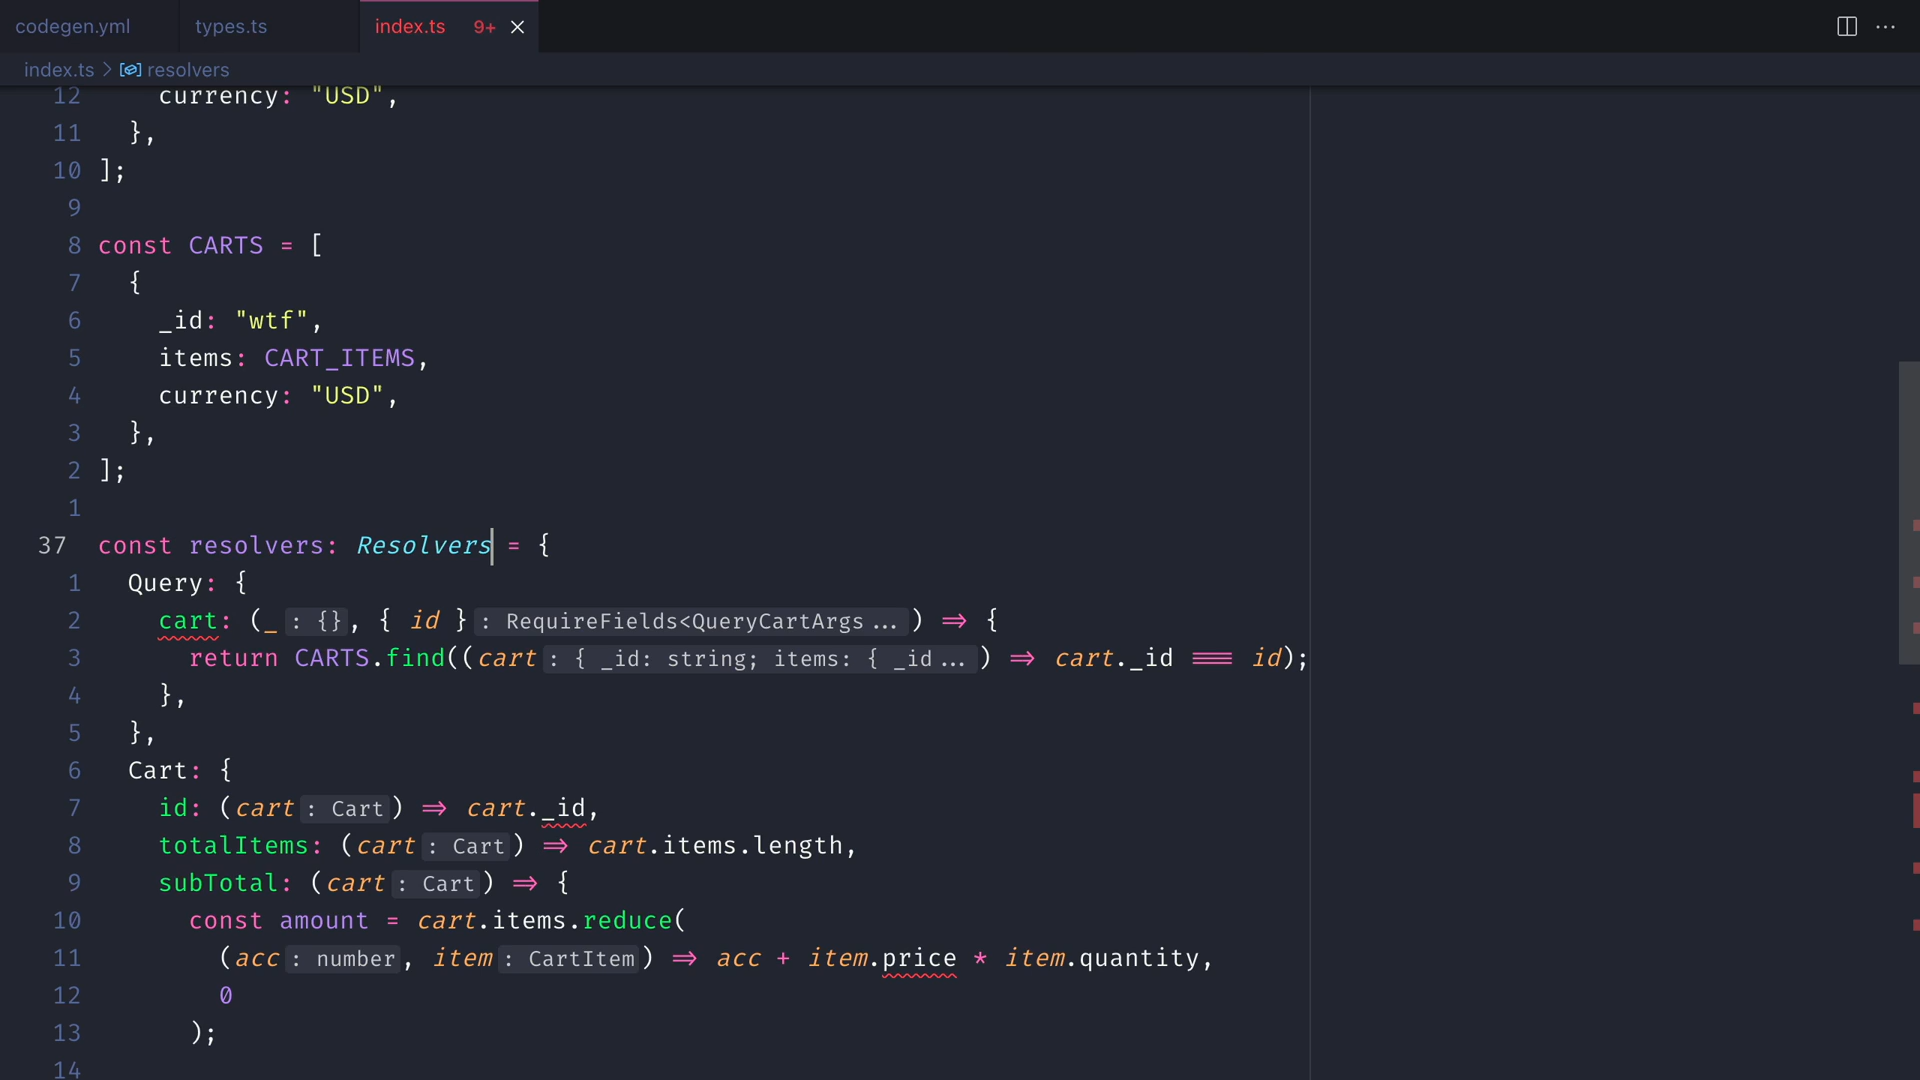 codegen.yml types.ts index.ts 9+
index.ts > resolvers
12 currency: "USD",
11 },
10 ];
9
8 const CARTS = [
7 {
6 _id: "wtf",
5 items: CART_ITEMS,
4 currency: "USD",
3 },
2 ];
1
37 const resolvers: Resolvers = {
1 Query: {
2 cart: (_ : {}, { id } : RequireFields<QueryCartArgs...) => {
3 return CARTS.find((cart : { _id: string; items: { _id...) => cart._id === id);
4 },
5 },
6 Cart: {
7 id: (cart : Cart) => cart._id,
8 totalItems: (cart : Cart) => cart.items.length,
9 subTotal: (cart : Cart) => {
10 const amount = cart.items.reduce(
11 (acc : number, item : CartItem) => acc + item.price * item.quantity,
12 0
13 );
14